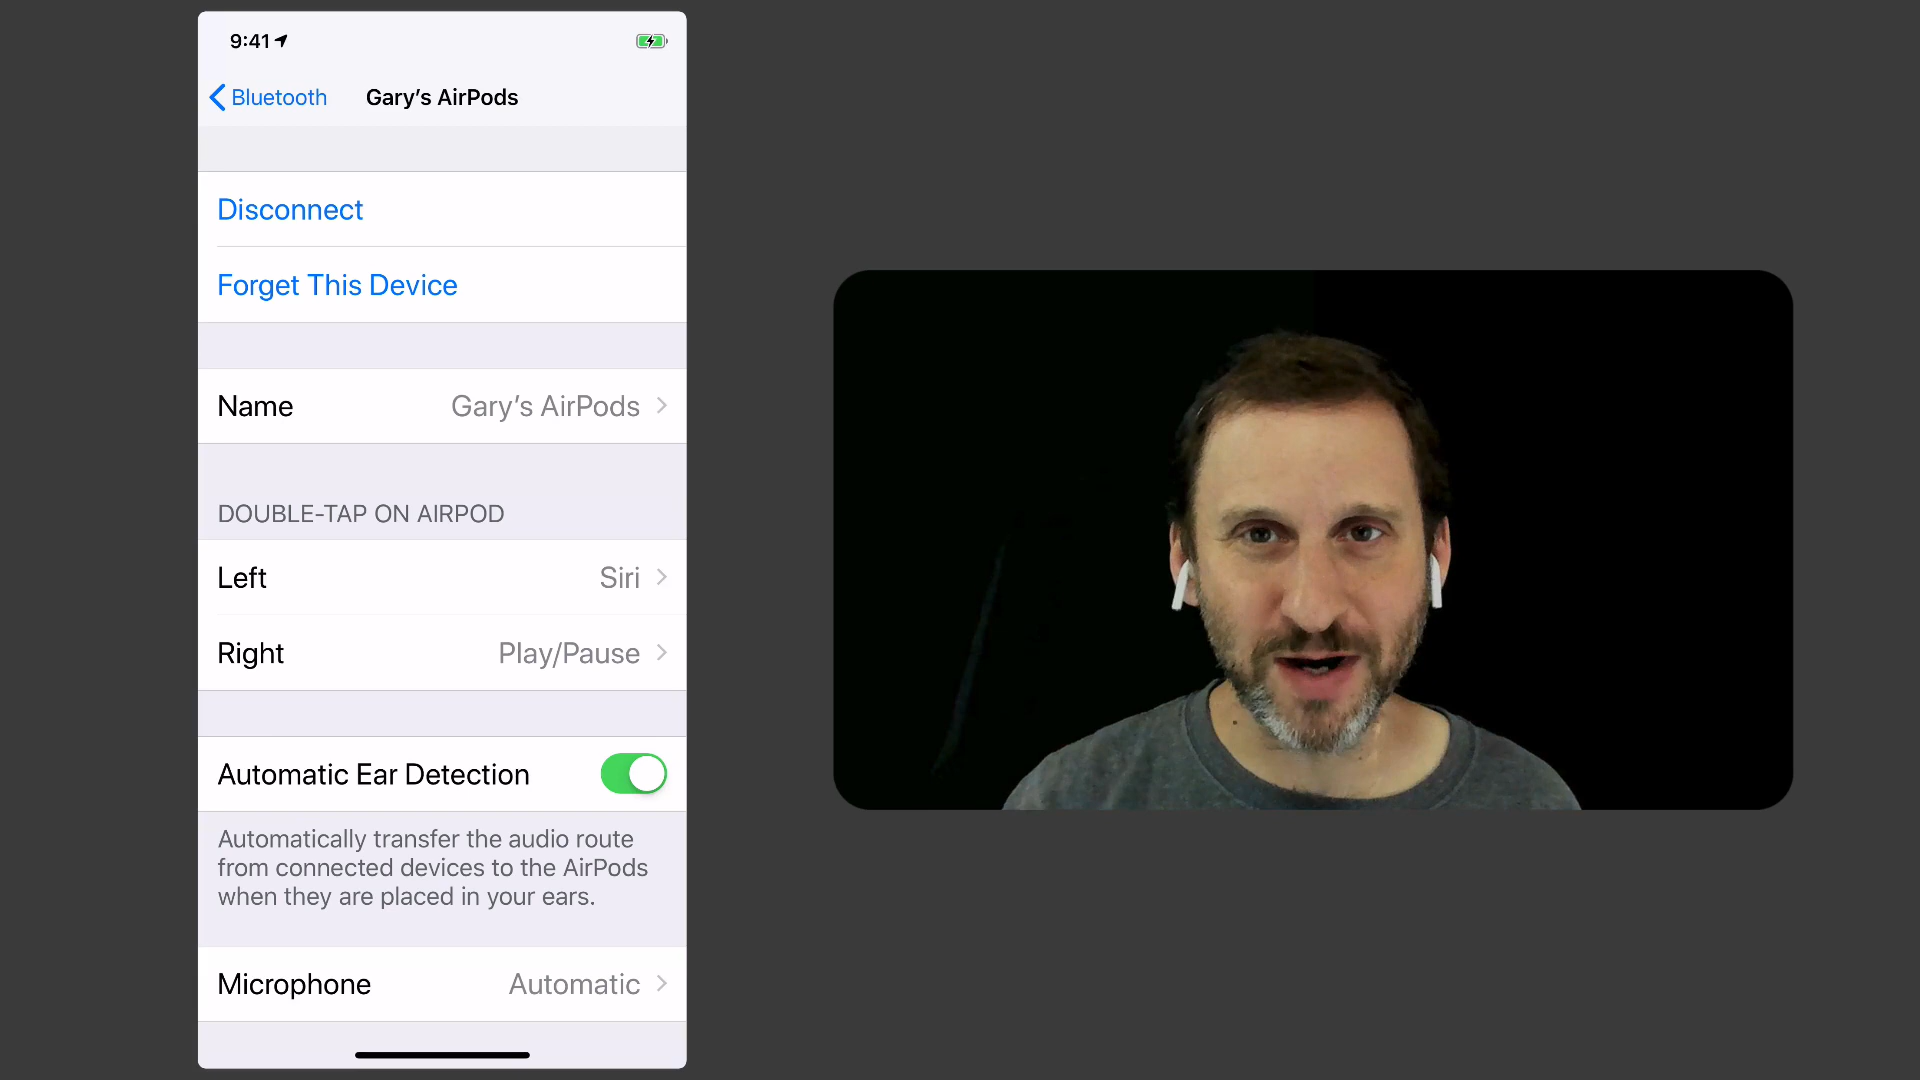 9:41
Bluetooth
Gary’s AirPods
Disconnect
Forget This Device
Name Gary’s AirPods
DOUBLE-TAP ON AIRPOD
Left Siri
Right Play/Pause
Automatic Ear Detection
Automatically transfer the audio route
from connected devices to the AirPods
when they are placed in your ears.
Microphone Automatic